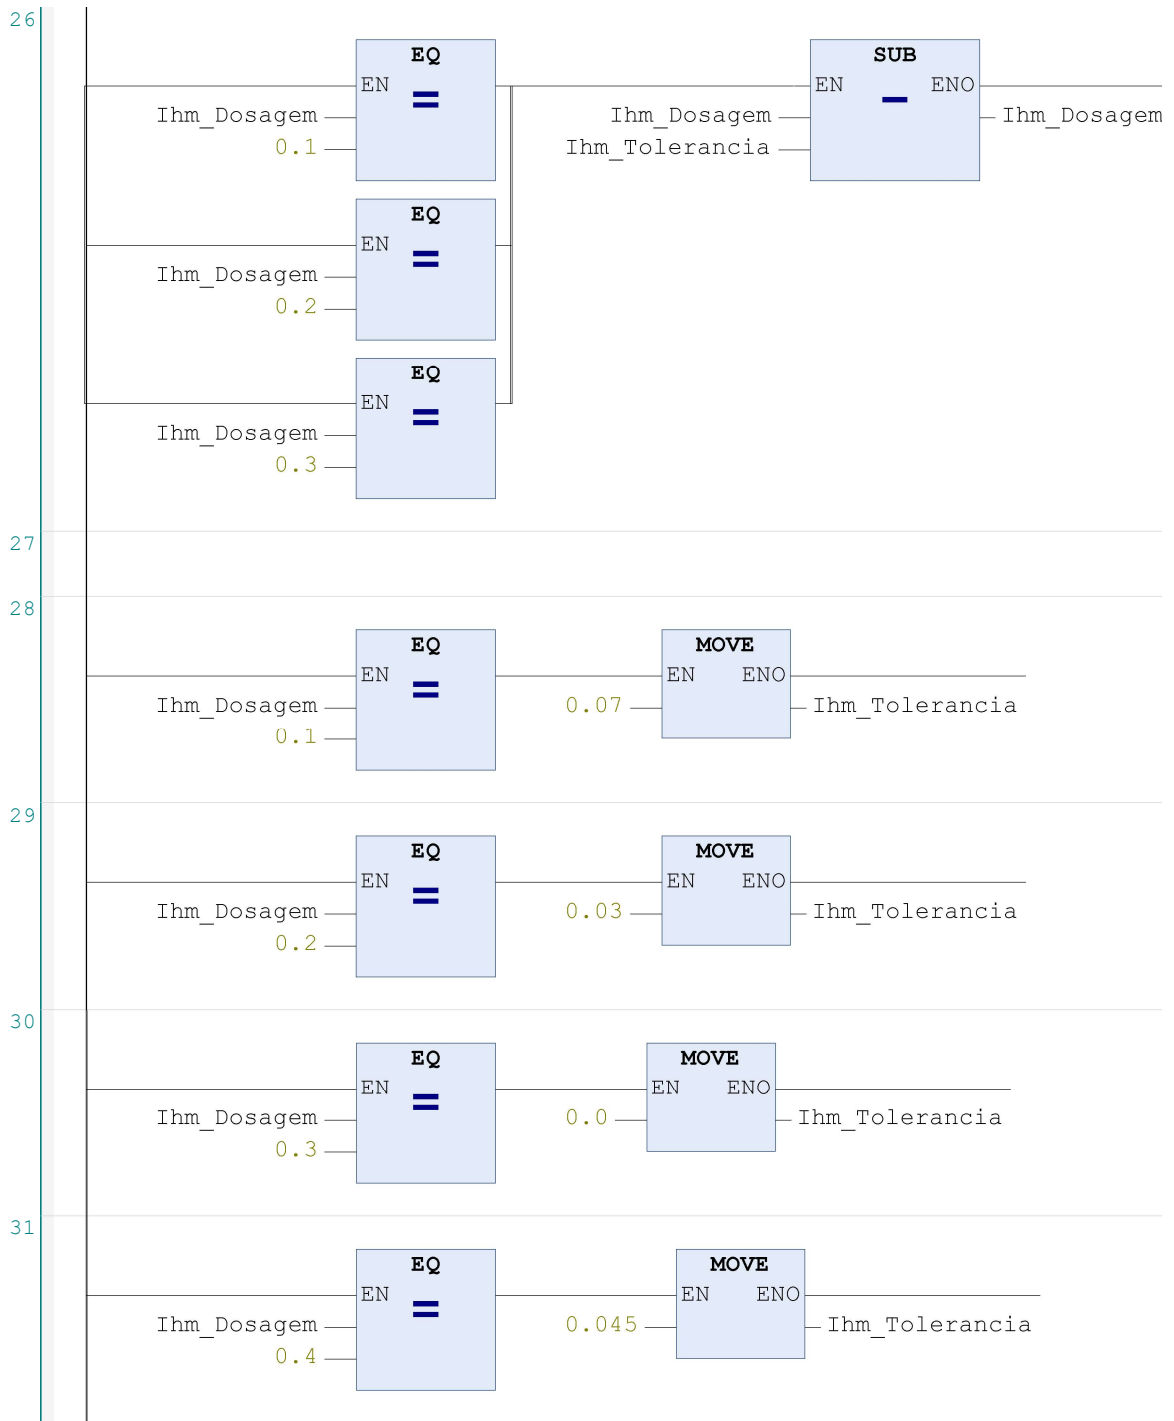 26
EQ
SUB
EN
=
EN
ENO
−
Ihm_Dosagem
0.1
Ihm_Dosagem
Ihm_Tolerancia
Ihm_Dosagem
EQ
EN
=
Ihm_Dosagem
0.2
EQ
EN
=
Ihm_Dosagem
0.3
27
28
EQ
MOVE
EN
=
EN
ENO
Ihm_Dosagem
0.1
0.07
Ihm_Tolerancia
29
EQ
MOVE
EN
=
EN
ENO
Ihm_Dosagem
0.2
0.03
Ihm_Tolerancia
30
EQ
MOVE
EN
=
EN
ENO
Ihm_Dosagem
0.3
0.0
Ihm_Tolerancia
31
EQ
MOVE
EN
=
EN
ENO
Ihm_Dosagem
0.4
0.045
Ihm_Tolerancia